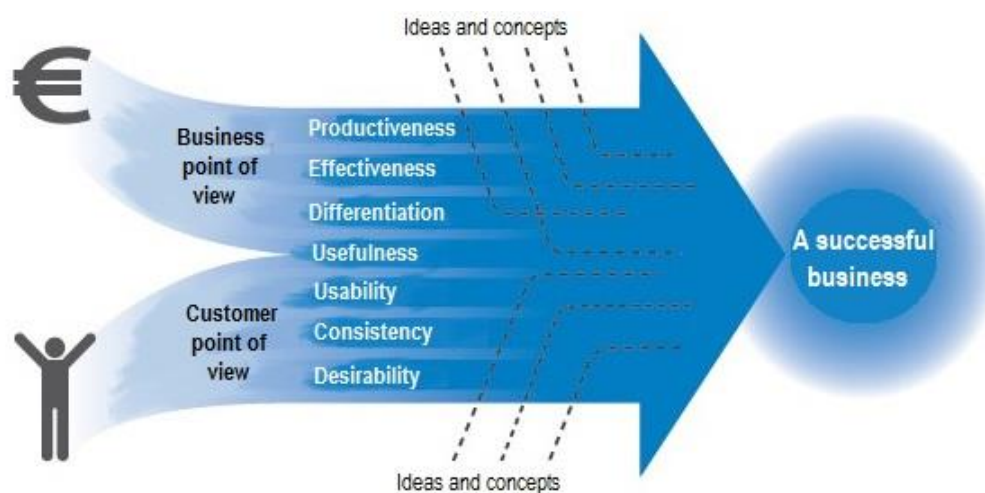 Ideas and concepts
€
Business
point of
view
Productiveness
Effectiveness
Differentiation
Usefulness
Usability
Consistency
Desirability
Customer
point of
view
A successful
business
Ideas and concepts